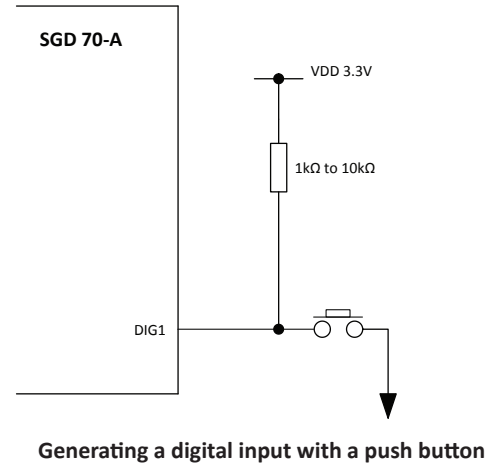 SGD 70-A
VDD 3.3V
1kΩ to 10kΩ
DIG1
Generating a digital input with a push button